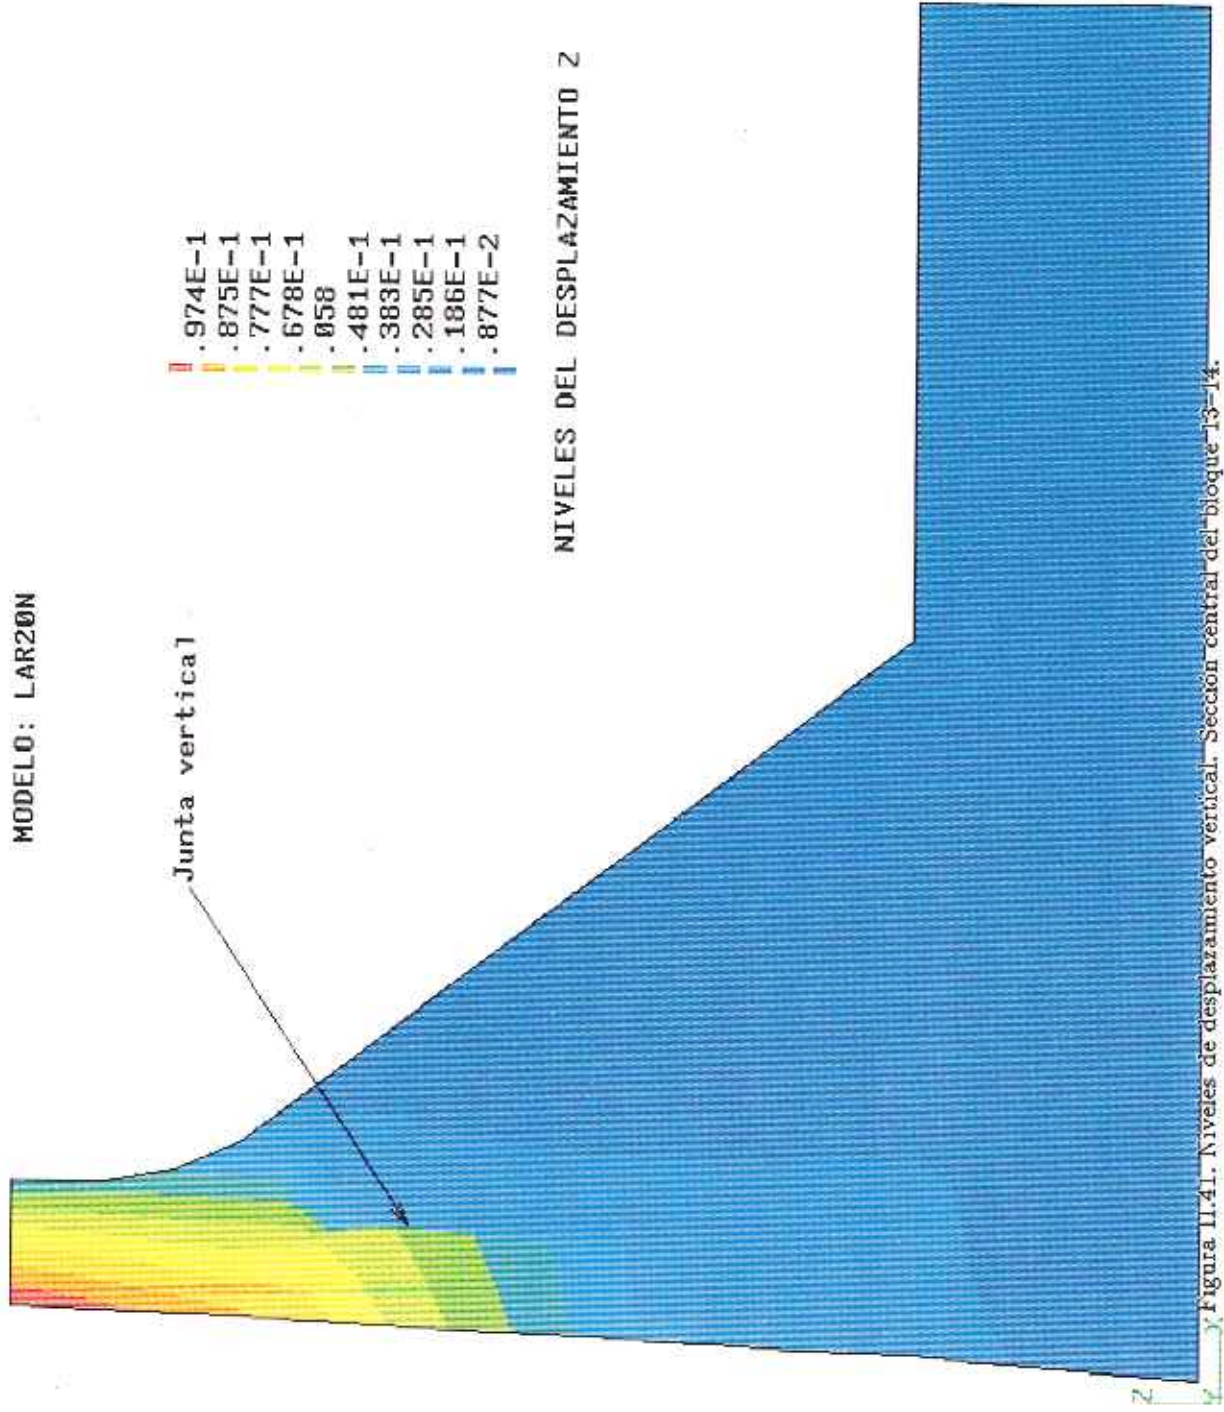 MODELO: LAR20N
Junta vertical
.974E-1
.875E-1
.777E-1
.678E-1
.058
.481E-1
.383E-1
.285E-1
.186E-1
.877E-2
NIVELES DEL DESPLAZAMIENTO 2
Z
Y
X
Figura 11.41. Niveles de desplazamiento vertical. Sección central del bloque 13-14.